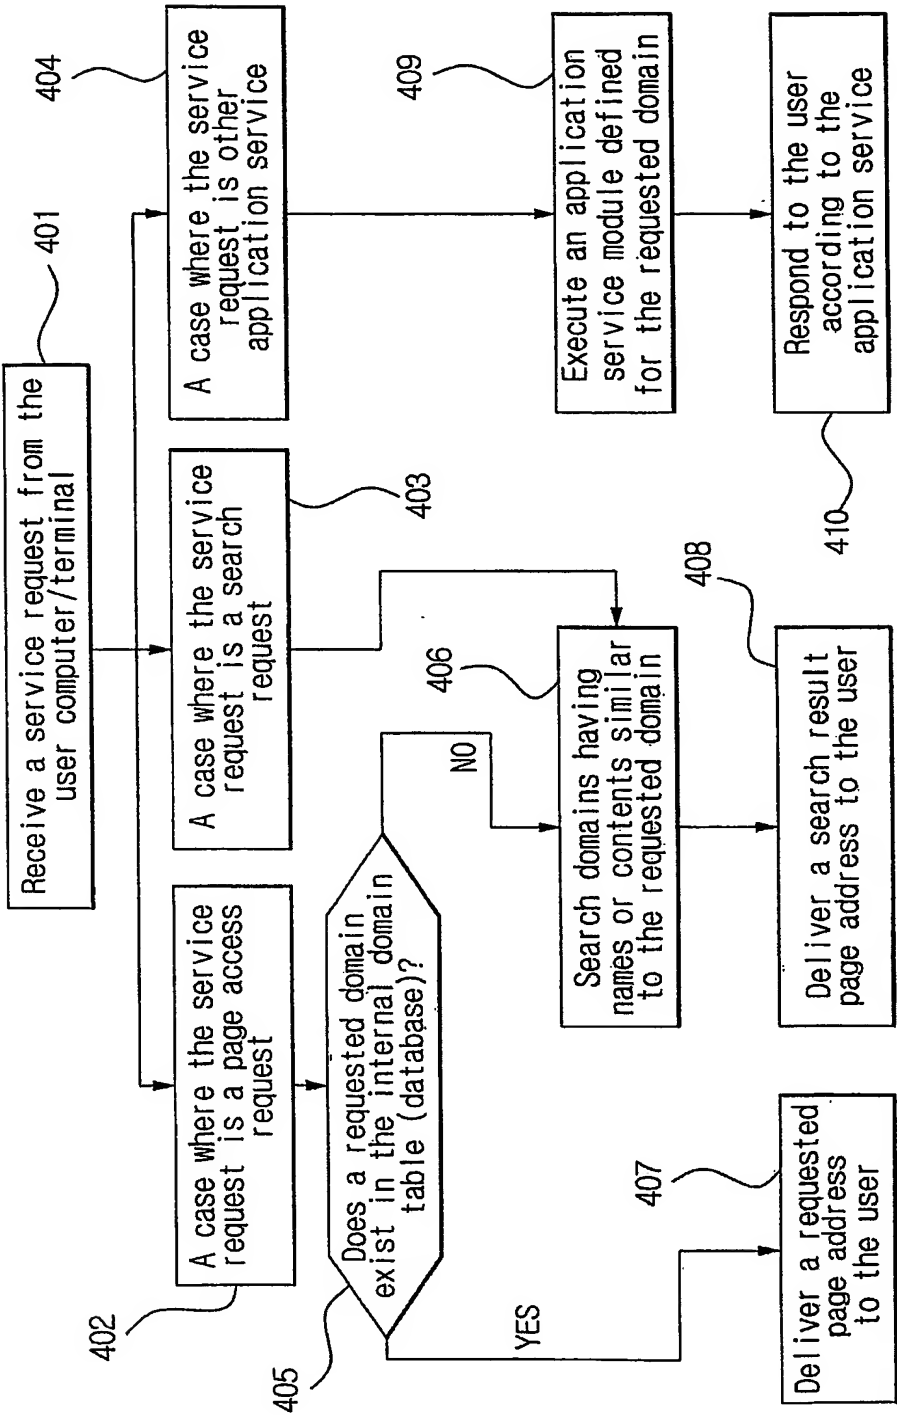 Receive a service request from the
user computer/terminal
401
A case where the service
request is a page access
request
402
A case where the service
request is a search
request
403
A case where the service
request is other
application service
404
Does a requested domain
exist in the internal domain
table (database)?
405
YES
NO
Search domains having
names or contents similar
to the requested domain
406
Execute an application
service module defined
for the requested domain
409
Deliver a requested
page address
to the user
407
Deliver a search result
page address to the user
408
Respond to the user
according to the
application service
410